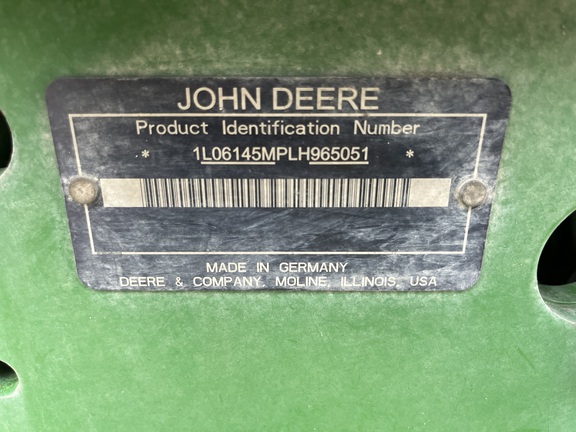 JOHN DEERE
Product Identification Number
* 1L06145MPLH965051 *
MADE IN GERMANY
DEERE & COMPANY, MOLINE, ILLINOIS, USA